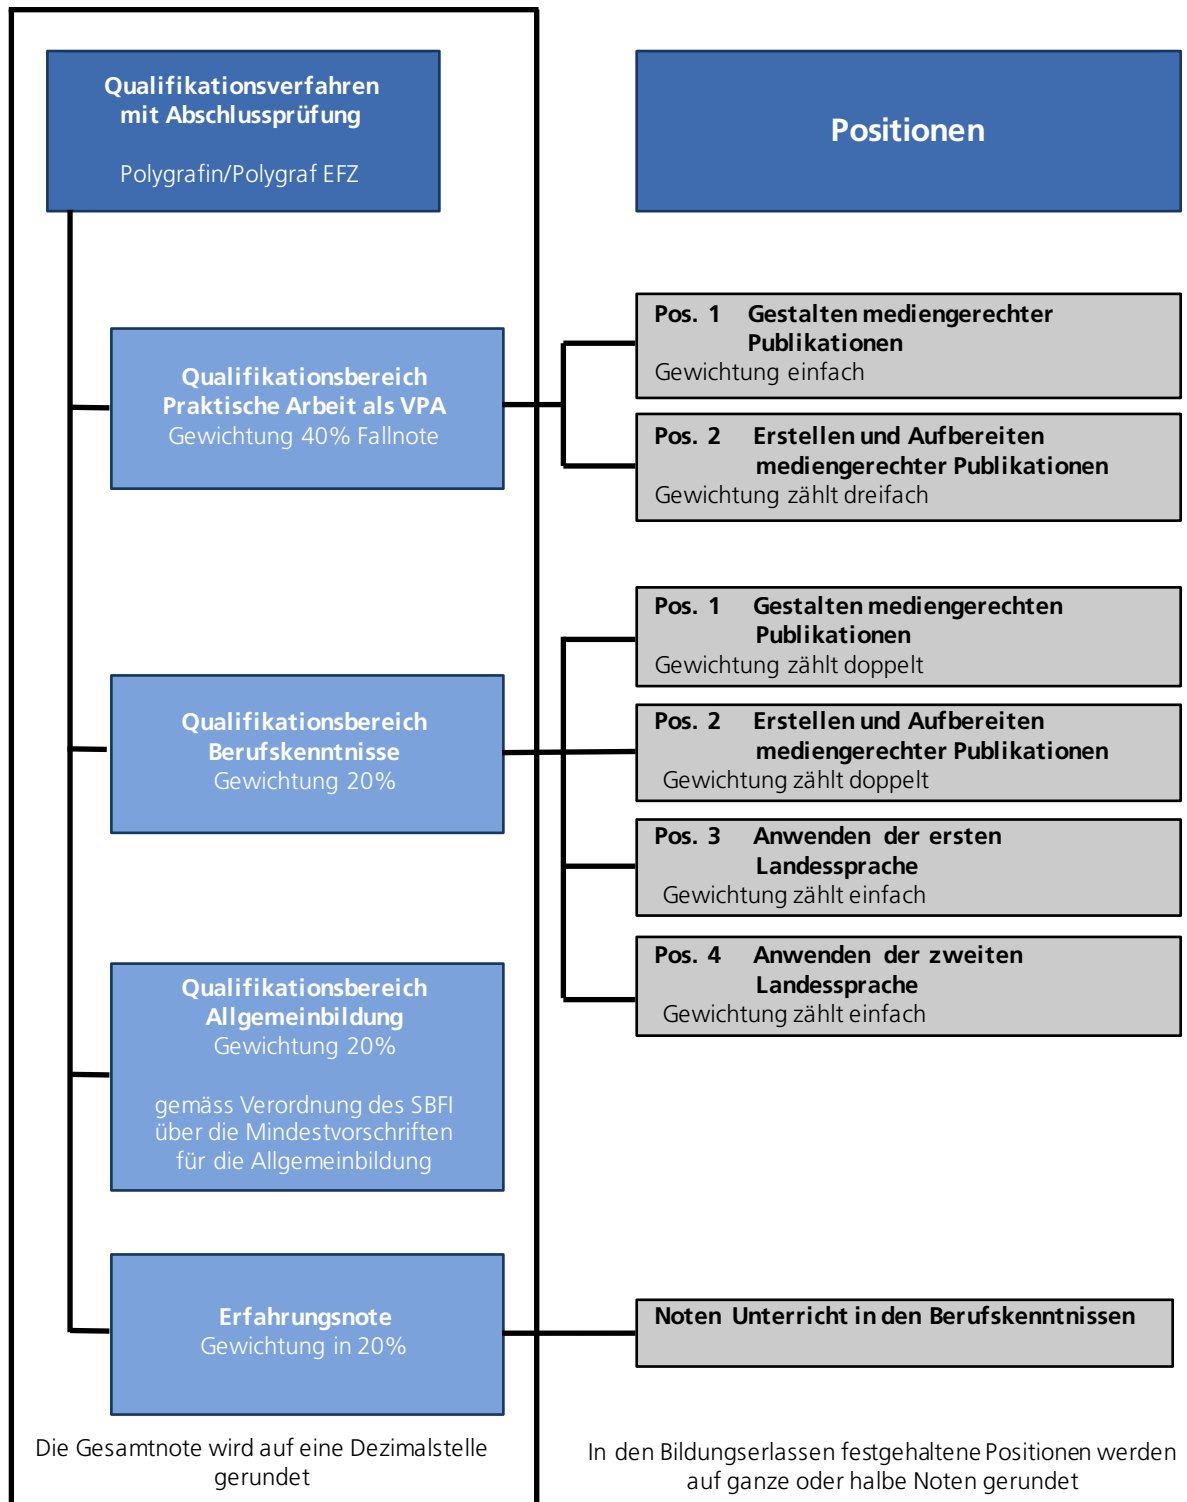 Qualifikationsverfahren
mit Abschlussprüfung
Polygrafin/Polygraf EFZ
Positionen
Qualifikationsbereich
Praktische Arbeit als VPA
Gewichtung 40% Fallnote
Pos. 1 Gestalten mediengerechter
Publikationen
Gewichtung einfach
Pos. 2 Erstellen und Aufbereiten
mediengerechter Publikationen
Gewichtung zählt dreifach
Qualifikationsbereich
Berufskenntnisse
Gewichtung 20%
Pos. 1 Gestalten mediengerechten
Publikationen
Gewichtung zählt doppelt
Pos. 2 Erstellen und Aufbereiten
mediengerechter Publikationen
Gewichtung zählt doppelt
Pos. 3 Anwenden der ersten
Landessprache
Gewichtung zählt einfach
Pos. 4 Anwenden der zweiten
Landessprache
Gewichtung zählt einfach
Qualifikationsbereich
Allgemeinbildung
Gewichtung 20%
gemäss Verordnung des SBFI
über die Mindestvorschriften
für die Allgemeinbildung
Erfahrungsnote
Gewichtung in 20%
Noten Unterricht in den Berufskenntnissen
Die Gesamtnote wird auf eine Dezimalstelle
gerundet
In den Bildungserlassen festgehaltene Positionen werden
auf ganze oder halbe Noten gerundet